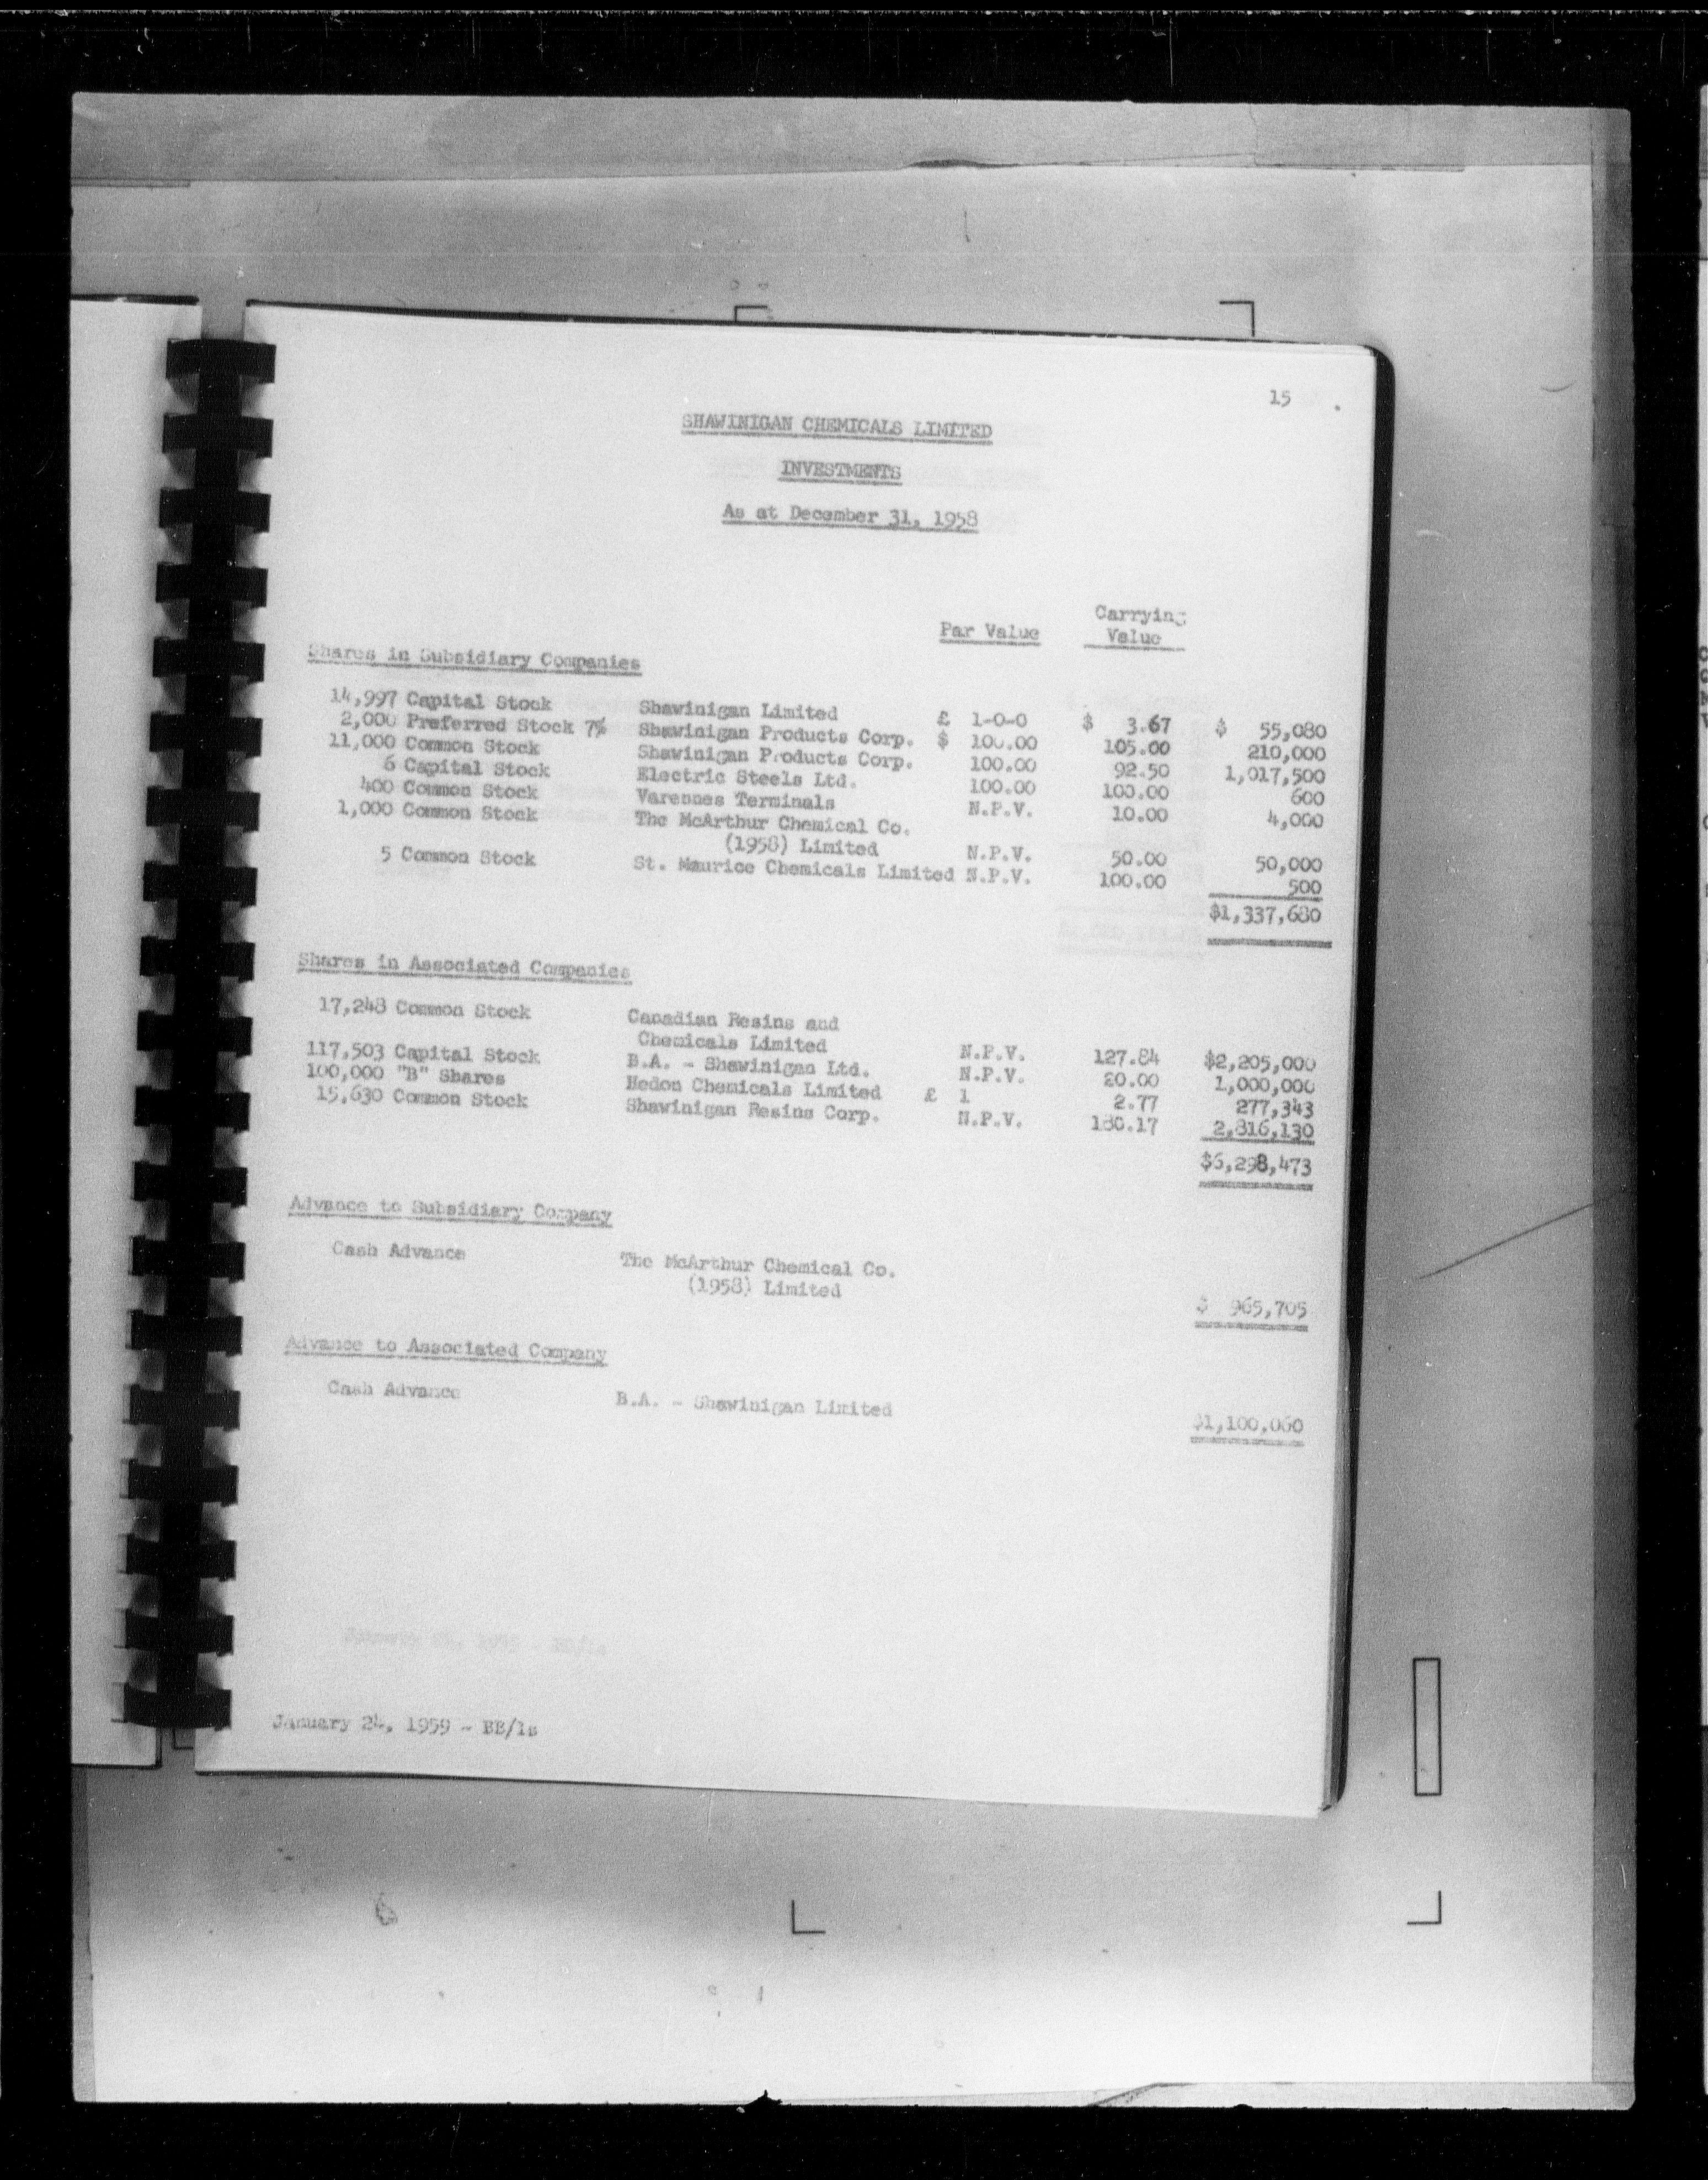 15
SHAWINIGAN CHEMICALS LIMITED
INVESTMENTS
As at December 31, 1958
Par Value Carrying Value
Shares in Subsidiary Companies
14,997 Capital Stock Shawinigan Limited £ 1-0-0 $ 3.67 $ 55,080
2,000 Preferred Stock 7% Shawinigan Products Corp. $ 100.00 105.00 210,000
11,000 Common Stock Shawinigan Products Corp. 100.00 92.50 1,017,500
6 Capital Stock Electric Steels Ltd. 100.00 100.00 600
400 Common Stock Varennes Terminals N.P.V. 10.00 4,000
1,000 Common Stock The McArthur Chemical Co.
(1958) Limited N.P.V. 50.00 50,000
5 Common Stock St. Maurice Chemicals Limited N.P.V. 100.00 500
$1,337,680
Shares in Associated Companies
17,248 Common Stock Canadian Resins and
Chemicals Limited N.P.V. 127.84 $2,205,000
117,503 Capital Stock B.A. - Shawinigan Ltd. N.P.V. 20.00 1,000,000
100,000 "B" Shares Hedon Chemicals Limited £ 1 2.77 277,343
15,630 Common Stock Shawinigan Resins Corp. N.P.V. 180.17 2,816,130
$6,298,473
Advance to Subsidiary Company
Cash Advance The McArthur Chemical Co.
(1958) Limited
$ 965,705
Advance to Associated Company
Cash Advance B.A. - Shawinigan Limited
$1,100,000
January 24, 1959 - BB/ls